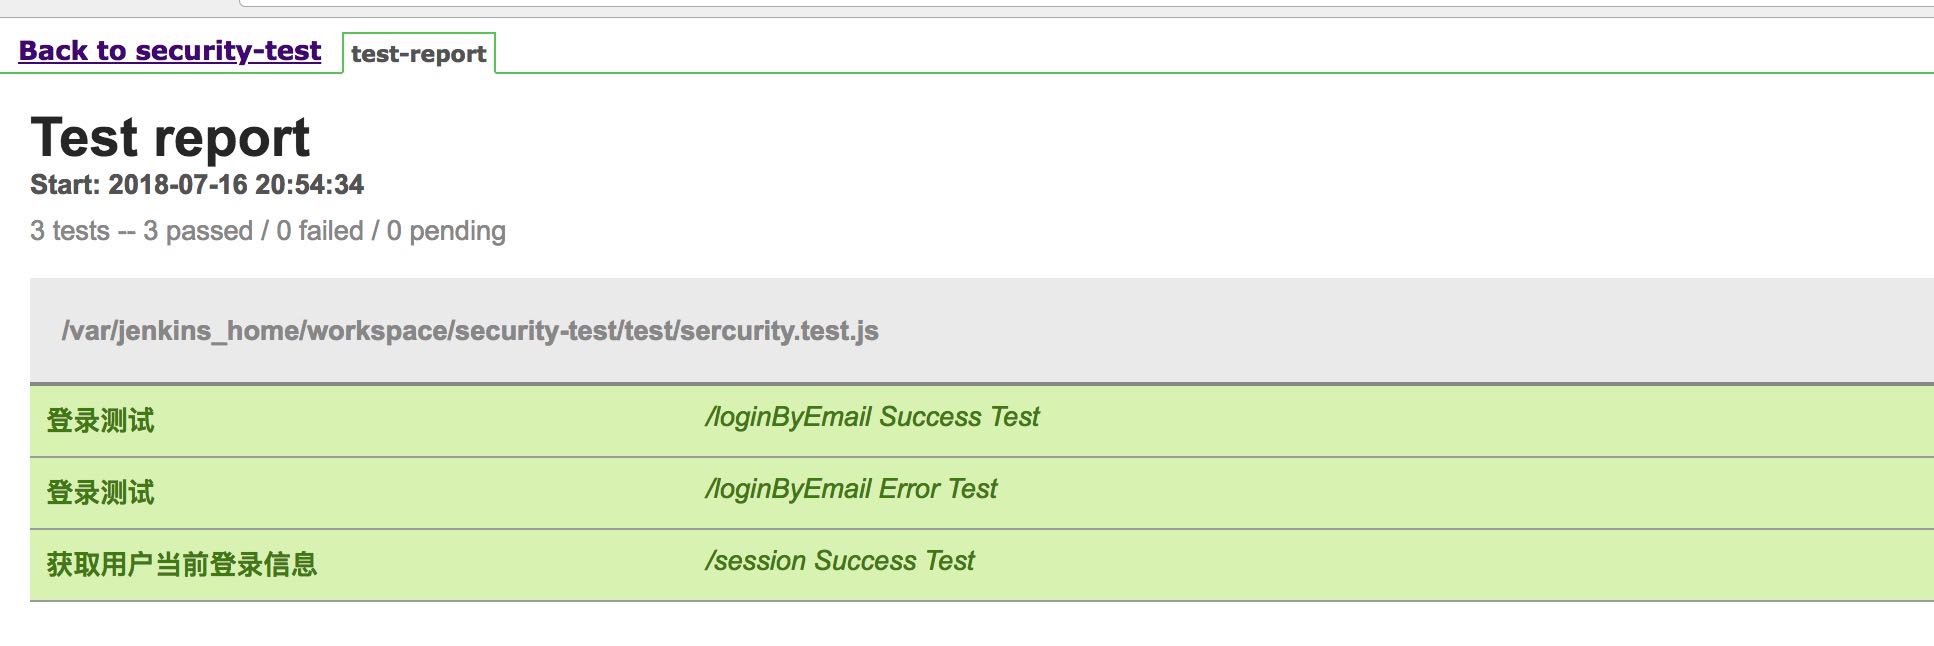 Back to security-test test-report
Test report
Start: 2018-07-16 20:54:34
3 tests -- 3 passed / 0 failed / 0 pending
/var/jenkins_home/workspace/security-test/test/sercurity.test.js
登录测试 /loginByEmail Success Test
登录测试 /loginByEmail Error Test
获取用户当前登录信息 /session Success Test